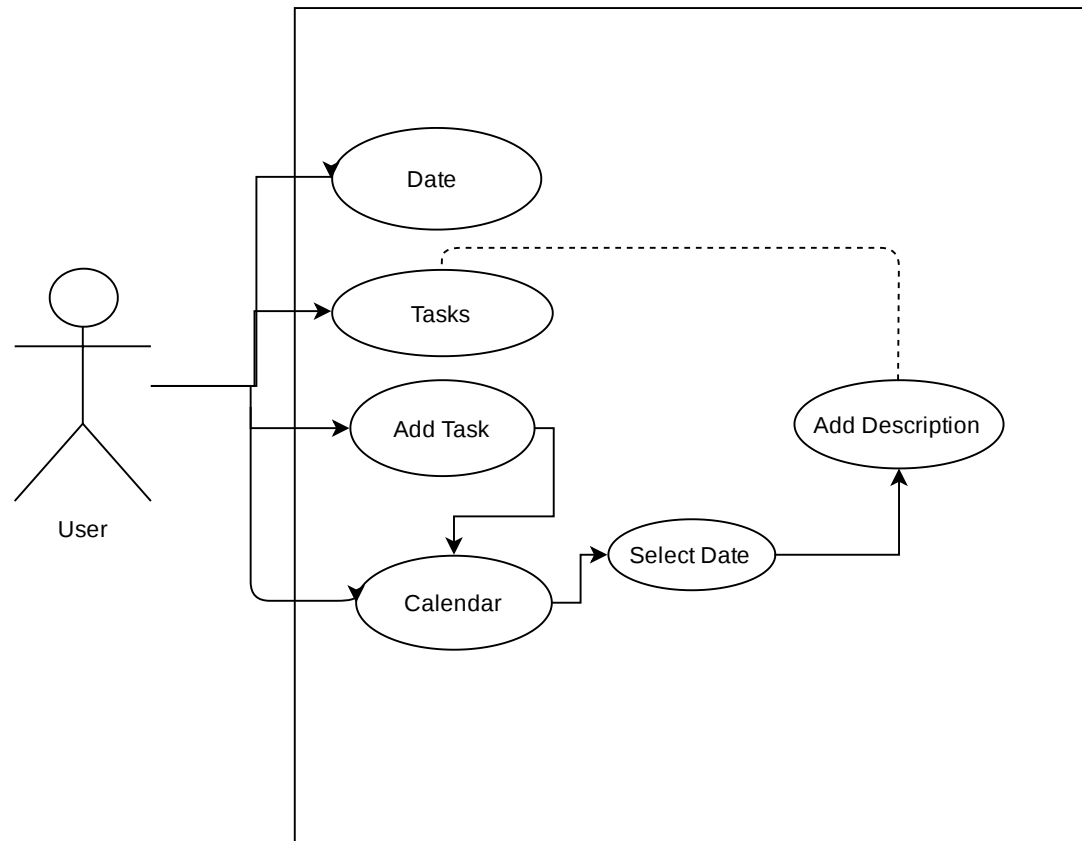 Date
Tasks
Add Task
Add Description
User
Select Date
Calendar